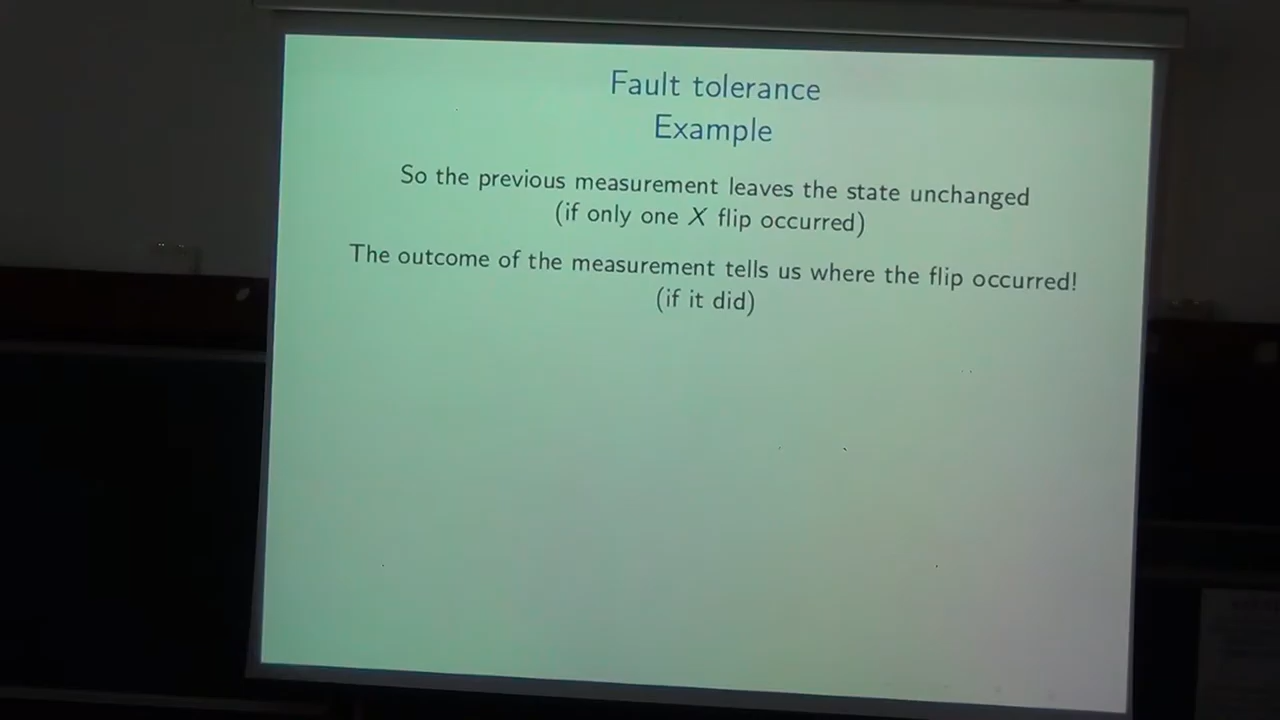 Fault tolerance
Example
So the previous measurement leaves the state unchanged
(if only one X flip occurred)
The outcome of the measurement tells us where the flip occurred!
(if it did)